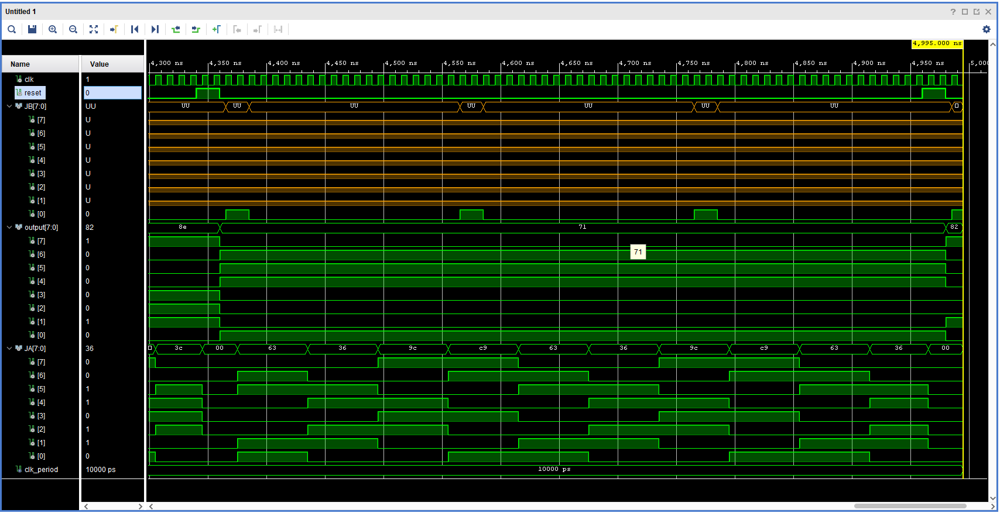 Untitled 1
4,995.000 ns
Name Value
4,300 ns 4,350 ns 4,400 ns 4,450 ns 4,500 ns 4,550 ns 4,600 ns 4,650 ns 4,700 ns 4,750 ns 4,800 ns 4,850 ns 4,900 ns 4,950 ns 5,000
clk 1
reset 0
JB[7:0] UU UU UU UU UU UU UU UU
[7] U
[6] U
[5] U
[4] U
[3] U
[2] U
[1] U
[0] 0
output[7:0] 82 8e 71 82
[7] 1
[6] 0
71
[5] 0
[4] 0
[3] 0
[2] 0
[1] 1
[0] 0
JA[7:0] 36 3c 00 63 36 9c c9 63 36 9c c9 63 36 00
[7] 0
[6] 0
[5] 1
[4] 1
[3] 0
[2] 1
[1] 1
[0] 0
clk_period 10000 ps 10000 ps